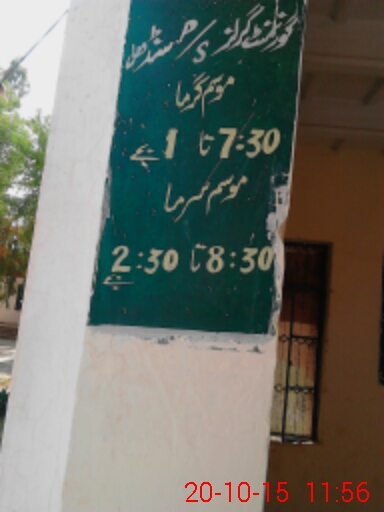 گورنمنٹ گرلز H/S سنڈھل
موسم گرما
7:30 تا 1 بجے
موسم سرما
8:30 تا 2:30
بجے
20-10-15 11:56